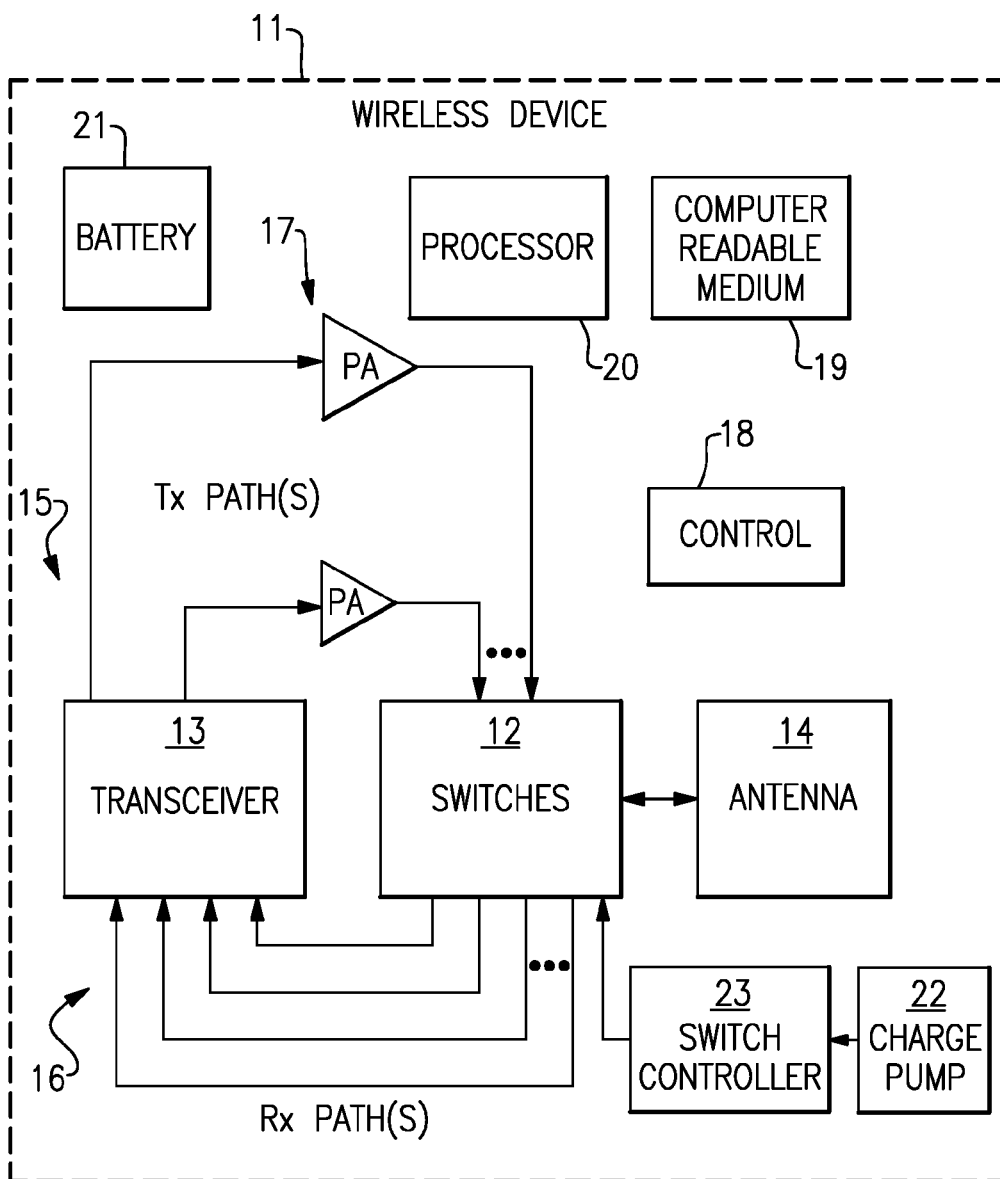 11
WIRELESS DEVICE
21
BATTERY
17
PROCESSOR
20
COMPUTER
READABLE
MEDIUM
19
PA
18
CONTROL
15
Tx PATH(S)
PA
13
TRANSCEIVER
12
SWITCHES
14
ANTENNA
16
Rx PATH(S)
23
SWITCH
CONTROLLER
22
CHARGE
PUMP